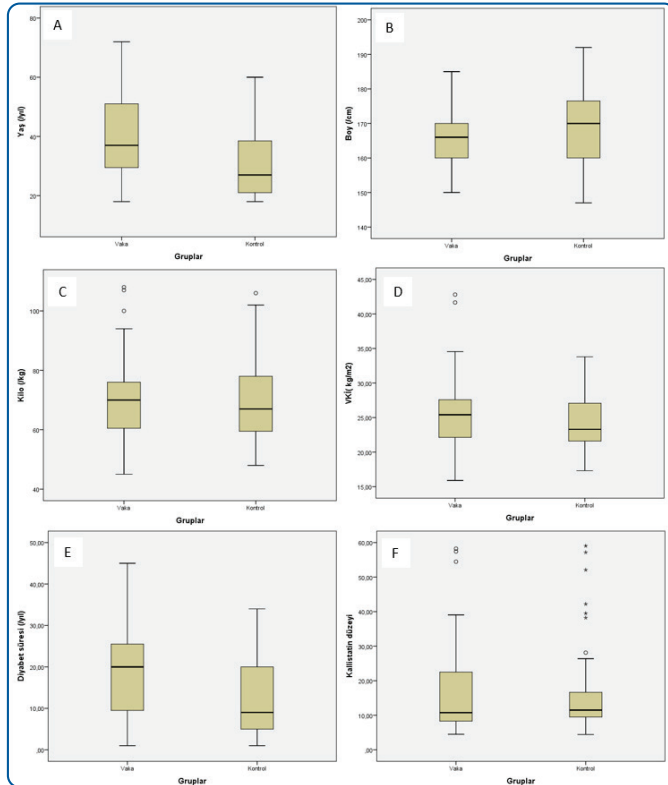 A
Yaş (/yıl)
80
60
40
20
Vaka
Kontrol
Gruplar
B
Boy (/cm)
200
190
180
170
160
150
140
Vaka
Kontrol
Gruplar
C
Kilo (/kg)
100
80
60
40
Vaka
Kontrol
Gruplar
D
VKİ( kg/m2)
45,00
40,00
35,00
30,00
25,00
20,00
15,00
Vaka
Kontrol
Gruplar
E
Diyabet süresi (/yıl)
50,00
40,00
30,00
20,00
10,00
,00
Vaka
Kontrol
Gruplar
F
Kallistatin düzeyi
60,00
50,00
40,00
30,00
20,00
10,00
,00
Vaka
Kontrol
Gruplar